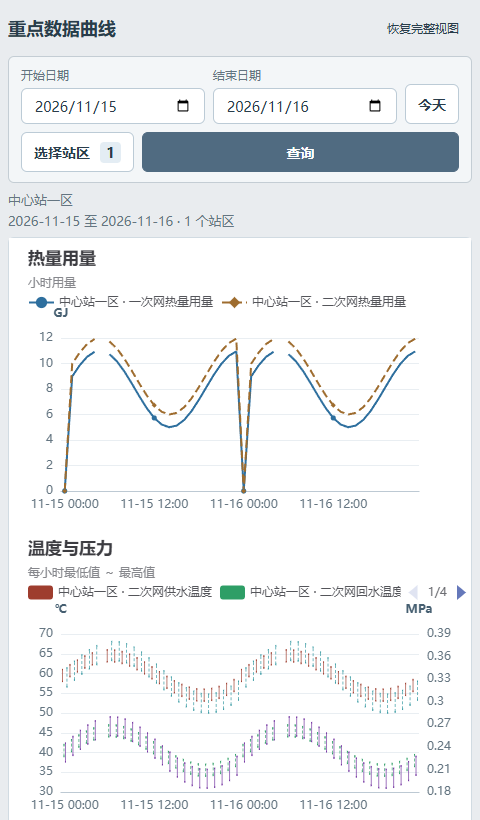 重点数据曲线 恢复完整视图
开始日期 结束日期
2026/11/15 2026/11/16 今天
选择站区 1 查询
中心站一区
2026-11-15 至 2026-11-16 · 1 个站区
热量用量
小时用量
中心站一区 · 一次网热量用量 中心站一区 · 二次网热量用量
GJ
12
10
8
6
4
2
0
11-15 00:00 11-15 12:00 11-16 00:00 11-16 12:00
温度与压力
每小时最低值 ~ 最高值
中心站一区 · 二次网供水温度 中心站一区 · 二次网回水温度 1/4
℃ MPa
70 0.39
65 0.36
60 0.33
55 0.3
50 0.27
45 0.24
40 0.21
35 0.18
30
11-15 00:00 11-15 12:00 11-16 00:00 11-16 12:00